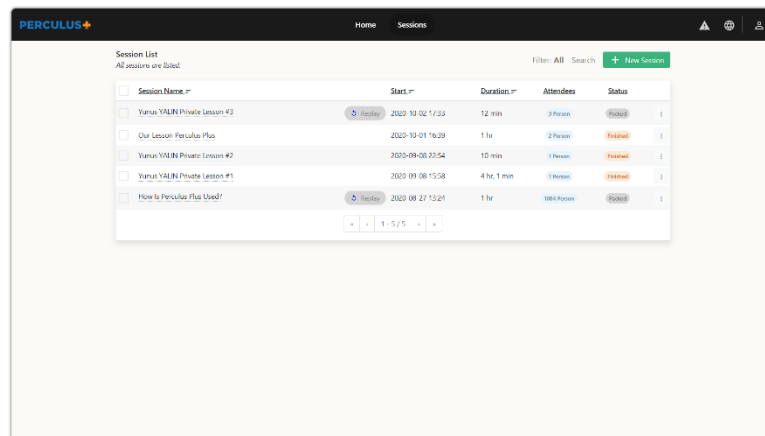 PERCULUS+ Home Sessions
Session List
All sessions are listed.
Filter: All Search + New Session
Session Name Start Duration Attendees Status
Yunus YALIN Private Lesson #3 Replay 2020-10-02 17:33 12 min 3 Person Packed
Our Lesson Perculus Plus 2020-10-01 16:39 1 hr 2 Person Finished
Yunus YALIN Private Lesson #2 2020-09-08 22:54 10 min 1 Person Finished
Yunus YALIN Private Lesson #1 2020-09-08 15:58 4 hr, 1 min 1 Person Finished
How Is Perculus Plus Used? Replay 2020-08-27 13:24 1 hr 1084 Person Packed
« ‹ 1 - 5 / 5 › »